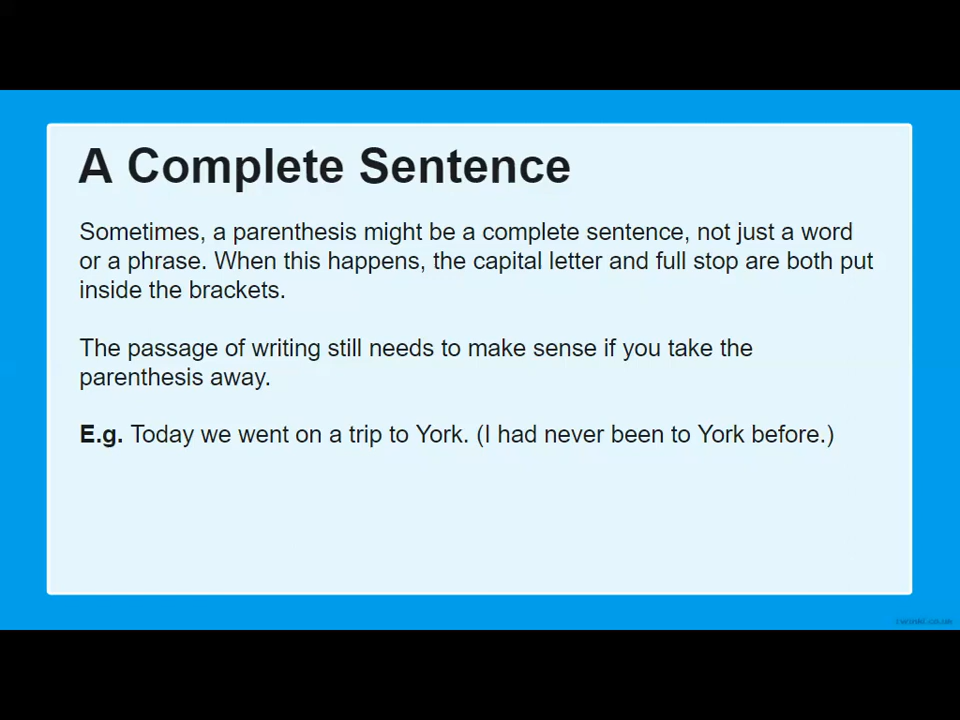 A Complete Sentence
Sometimes, a parenthesis might be a complete sentence, not just a word
or a phrase. When this happens, the capital letter and full stop are both put
inside the brackets.
The passage of writing still needs to make sense if you take the
parenthesis away.
E.g. Today we went on a trip to York. (I had never been to York before.)